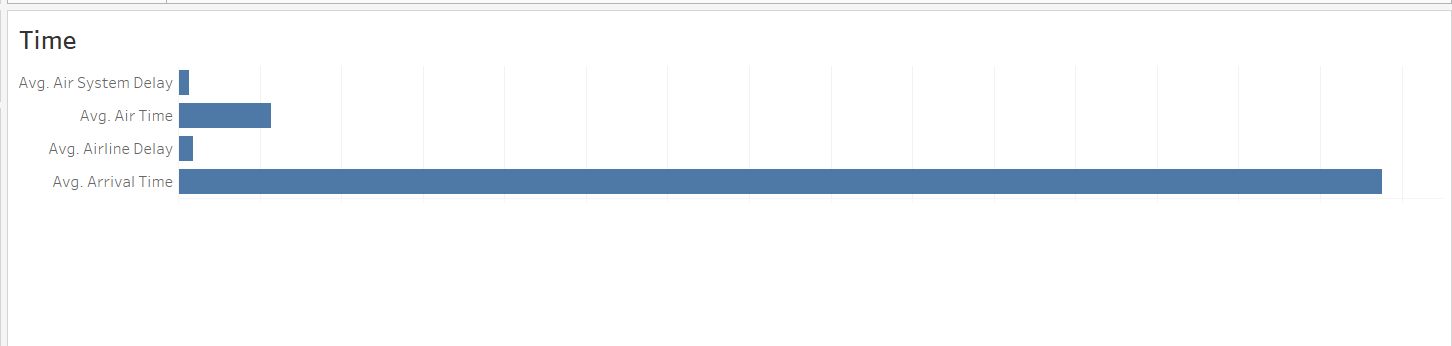 Time
Avg. Air System Delay
Avg. Air Time
Avg. Airline Delay
Avg. Arrival Time